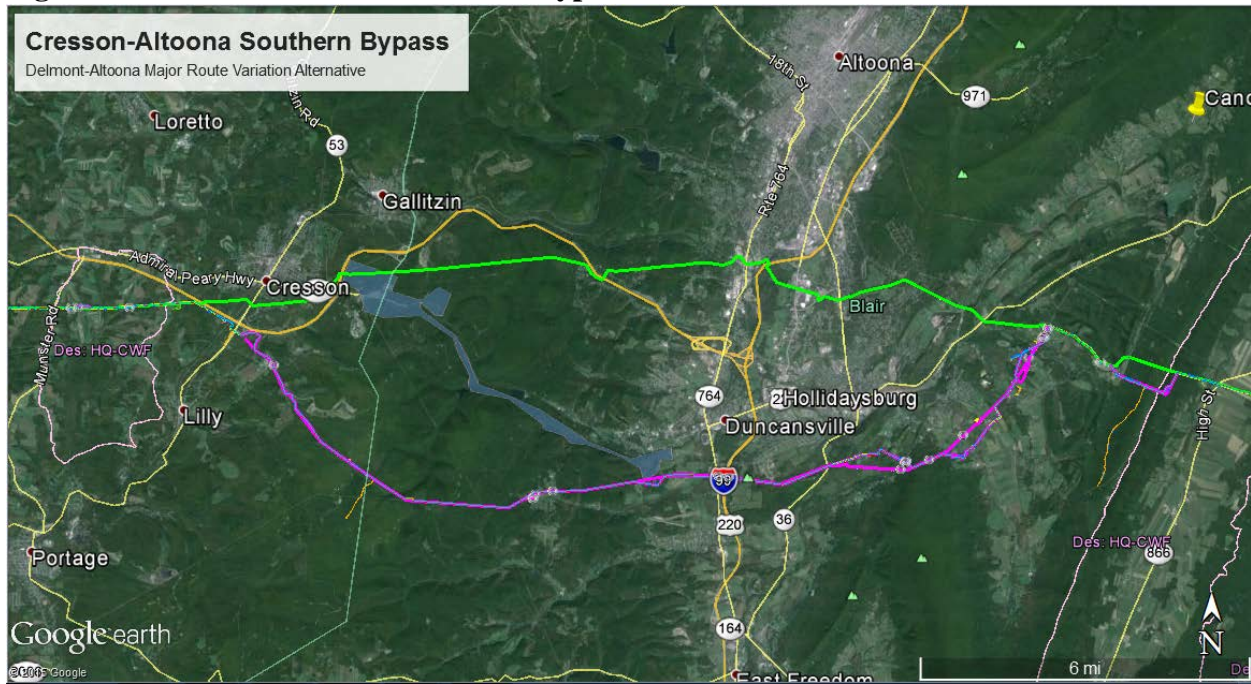 Cresson-Altoona Southern Bypass
Delmont-Altoona Major Route Variation Alternative
18th St
Altoona
971
Loretto
53
Rte 764
Gallitzin
Admiral Peary Hwy
Cresson
Munster Rd
Blair
Des: HQ-CWF
764
Hollidaysburg
Lilly
Duncansville
High St
99
220
36
Des: HQ-CWF
866
Portage
164
Google earth
© 2015 Google
N
East Freedom
6 mi